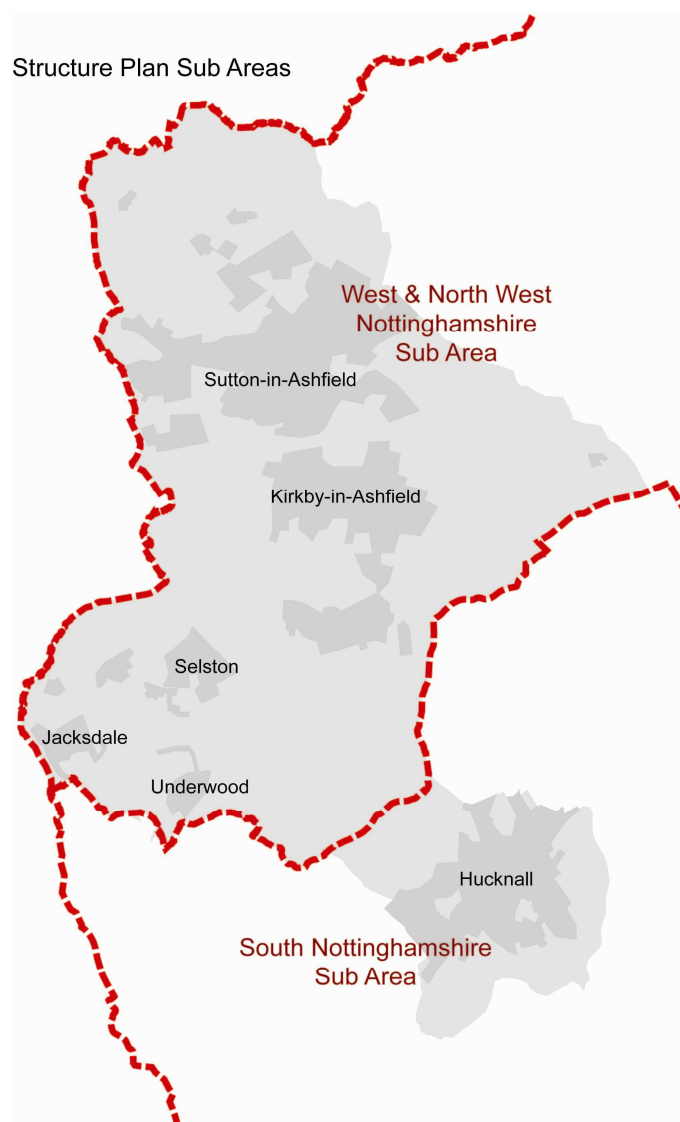 Structure Plan Sub Areas
West & North West
Nottinghamshire
Sub Area
Sutton-in-Ashfield
Kirkby-in-Ashfield
Selston
Jacksdale
Underwood
Hucknall
South Nottinghamshire
Sub Area